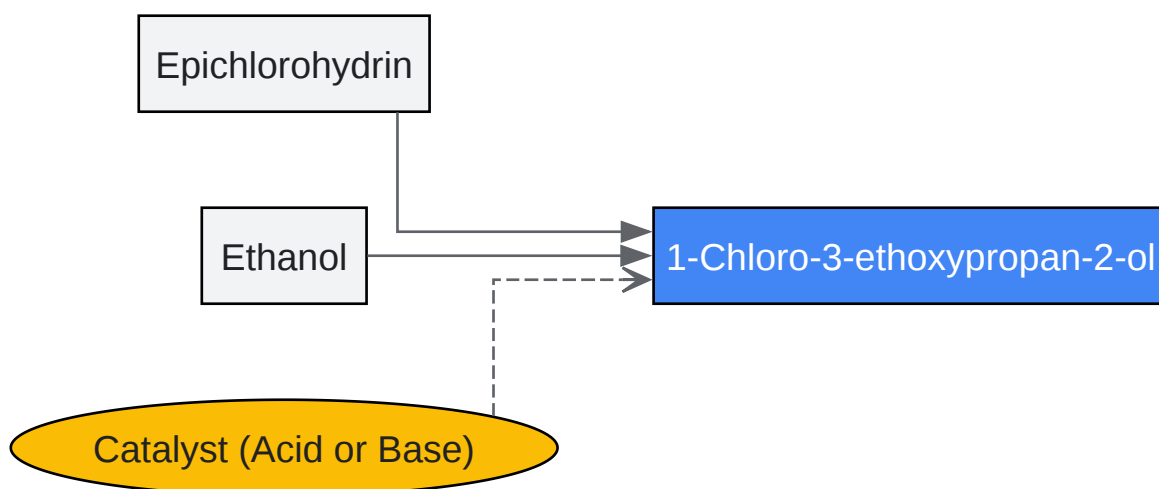 Epichlorohydrin
Ethanol
1-Chloro-3-ethoxypropan-2-ol
Catalyst (Acid or Base)